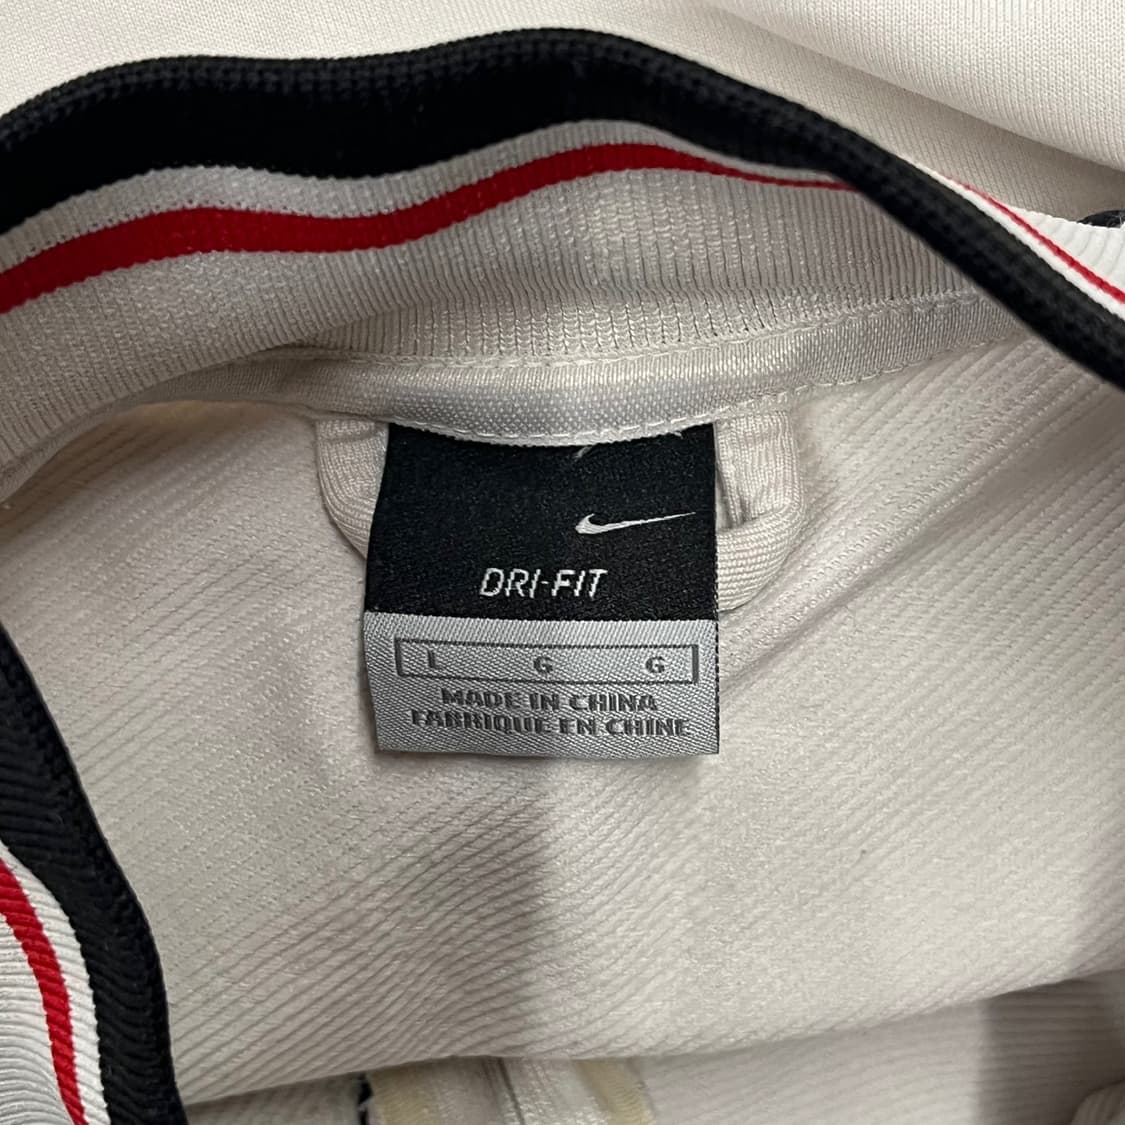 DRI-FIT
L G G
MADE IN CHINA
FABRIQUE EN CHINE